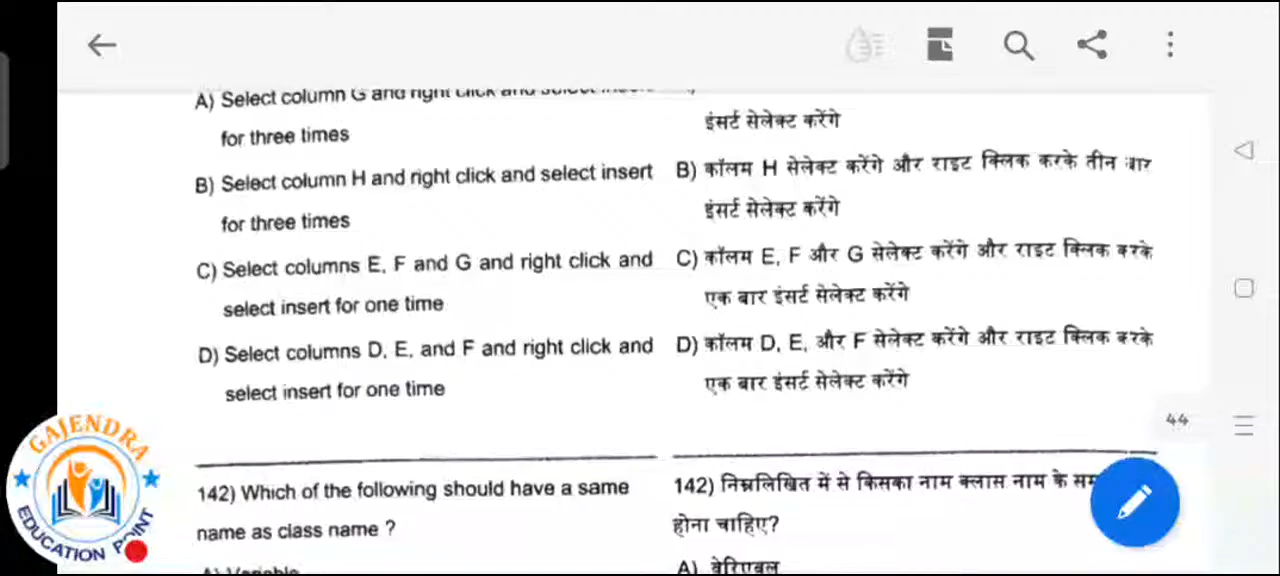 A) Select column G and right click and select insert
for three times
B) Select column H and right click and select insert
for three times
C) Select columns E, F and G and right click and
select insert for one time
D) Select columns D, E, and F and right click and
select insert for one time
इंसर्ट सेलेक्ट करेंगे
B) कॉलम H सेलेक्ट करेंगे और राइट क्लिक करके तीन बार
इंसर्ट सेलेक्ट करेंगे
C) कॉलम E, F और G सेलेक्ट करेंगे और राइट क्लिक करके
एक बार इंसर्ट सेलेक्ट करेंगे
D) कॉलम D, E, और F सेलेक्ट करेंगे और राइट क्लिक करके
एक बार इंसर्ट सेलेक्ट करेंगे
44
142) Which of the following should have a same
name as class name ?
A) Variable
142) निम्नलिखित में से किसका नाम क्लास नाम के
होना चाहिए?
A) वेरिएबल
GAJENDRA
EDUCATION POINT